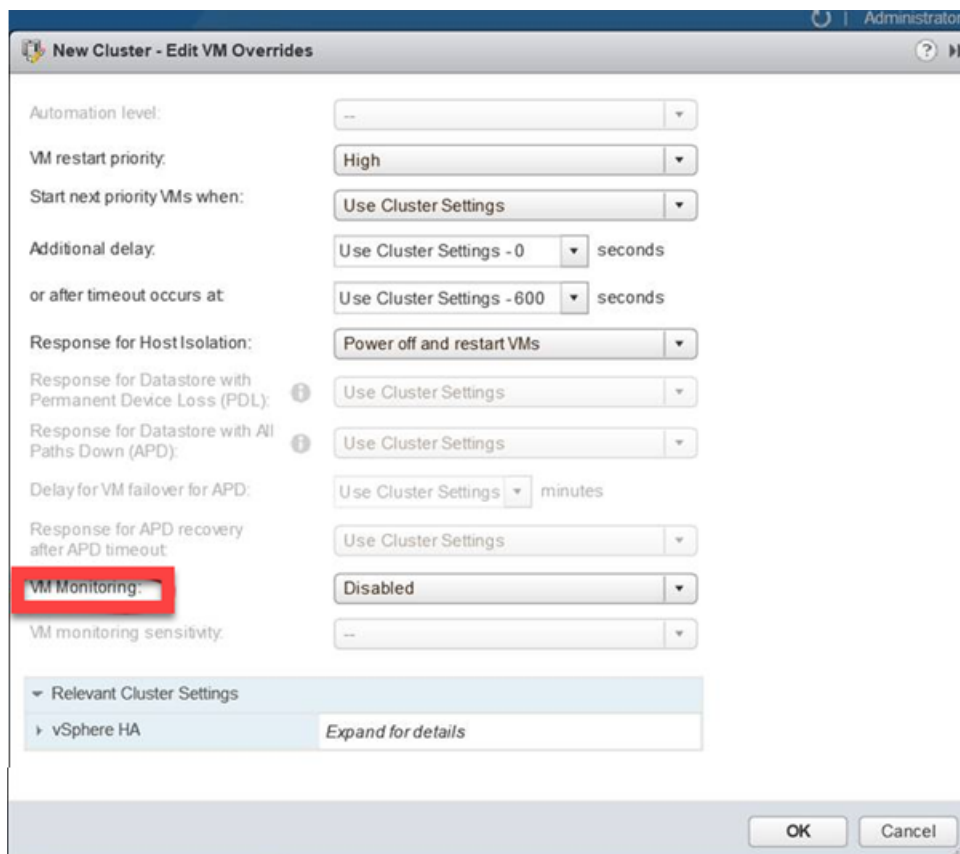 Administrator
New Cluster - Edit VM Overrides
Automation level: --
VM restart priority: High
Start next priority VMs when: Use Cluster Settings
Additional delay: Use Cluster Settings - 0 seconds
or after timeout occurs at: Use Cluster Settings - 600 seconds
Response for Host Isolation: Power off and restart VMs
Response for Datastore with
Permanent Device Loss (PDL): Use Cluster Settings
Response for Datastore with All
Paths Down (APD): Use Cluster Settings
Delay for VM failover for APD: Use Cluster Settings minutes
Response for APD recovery
after APD timeout: Use Cluster Settings
VM Monitoring: Disabled
VM monitoring sensitivity: --
Relevant Cluster Settings
vSphere HA Expand for details
OK Cancel